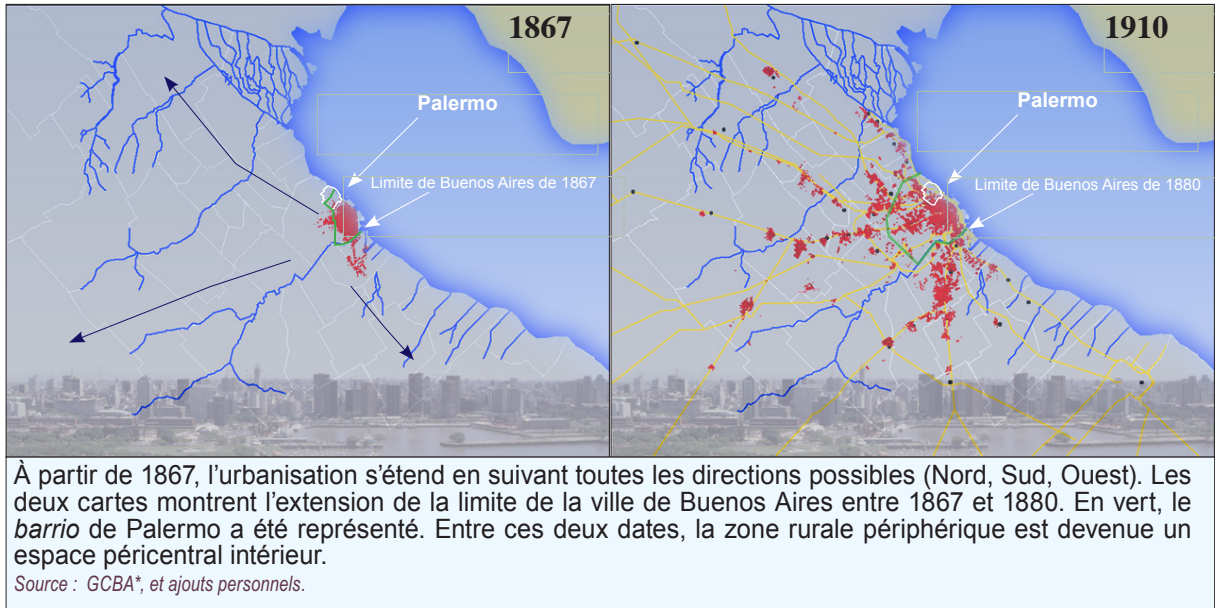 1867
Palermo
Limite de Buenos Aires de 1867
1910
Palermo
Limite de Buenos Aires de 1880
À partir de 1867, l'urbanisation s'étend en suivant toutes les directions possibles (Nord, Sud, Ouest). Les
deux cartes montrent l'extension de la limite de la ville de Buenos Aires entre 1867 et 1880. En vert, le
barrio de Palermo a été représenté. Entre ces deux dates, la zone rurale périphérique est devenue un
espace péricentral intérieur.
Source : GCBA*, et ajouts personnels.